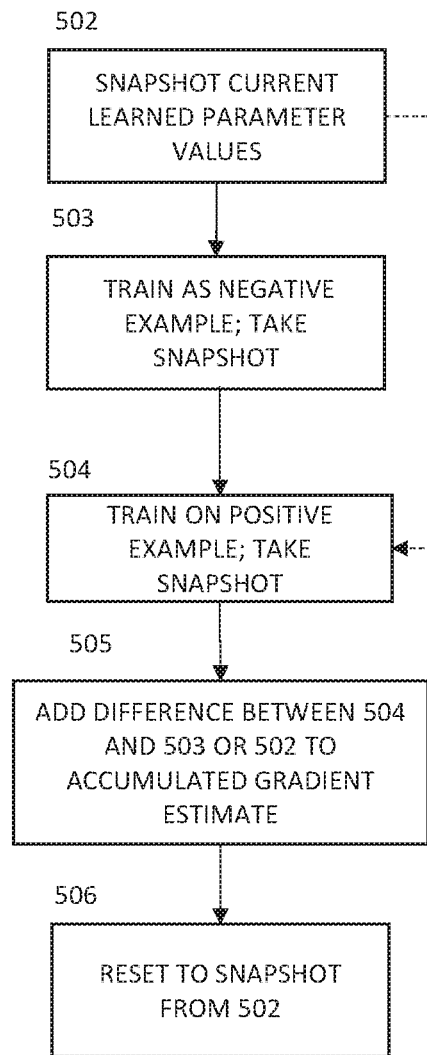 502
SNAPSHOT CURRENT
LEARNED PARAMETER
VALUES
503
TRAIN AS NEGATIVE
EXAMPLE; TAKE
SNAPSHOT
504
TRAIN ON POSITIVE
EXAMPLE; TAKE
SNAPSHOT
505
ADD DIFFERENCE BETWEEN 504
AND 503 OR 502 TO
ACCUMULATED GRADIENT
ESTIMATE
506
RESET TO SNAPSHOT
FROM 502